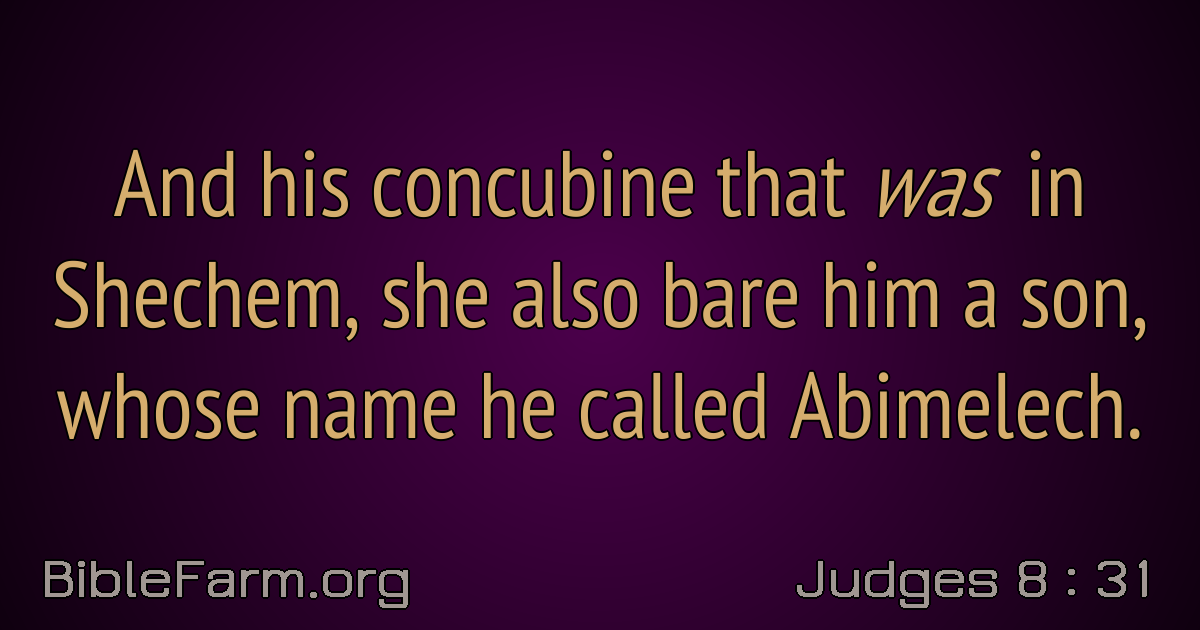 And his concubine that was in
Shechem, she also bare him a son,
whose name he called Abimelech.
BibleFarm.org
Judges 8 : 31